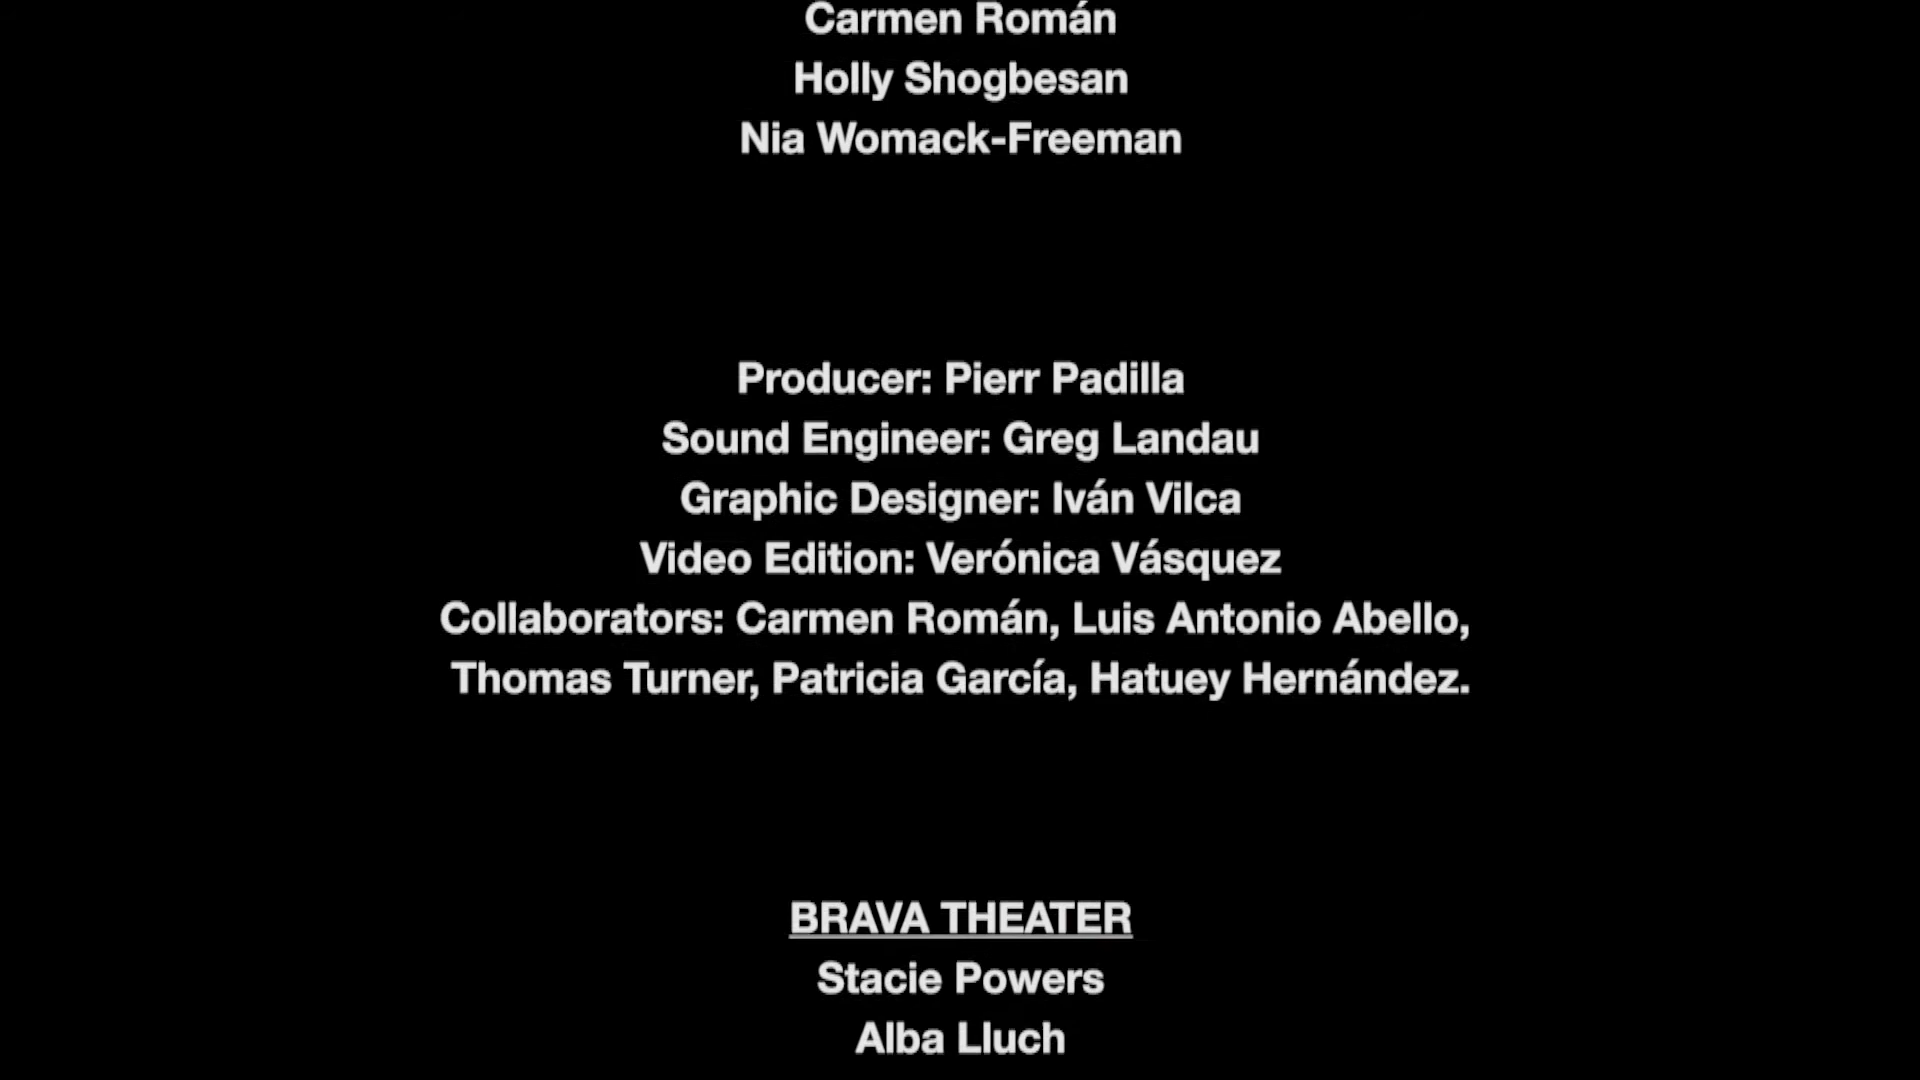 Carmen Román
Holly Shogbesan
Nia Womack-Freeman
Producer: Pierr Padilla
Sound Engineer: Greg Landau
Graphic Designer: Iván Vilca
Video Edition: Verónica Vásquez
Collaborators: Carmen Román, Luis Antonio Abello,
Thomas Turner, Patricia García, Hatuey Hernández.
BRAVA THEATER
Stacie Powers
Alba Lluch